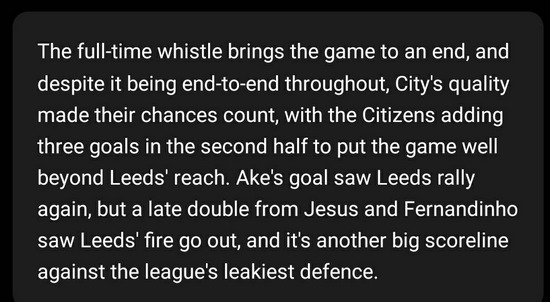 The full-time whistle brings the game to an end, and
despite it being end-to-end throughout, City's quality
made their chances count, with the Citizens adding
three goals in the second half to put the game well
beyond Leeds' reach. Ake's goal saw Leeds rally
again, but a late double from Jesus and Fernandinho
saw Leeds' fire go out, and it's another big scoreline
against the league's leakiest defence.